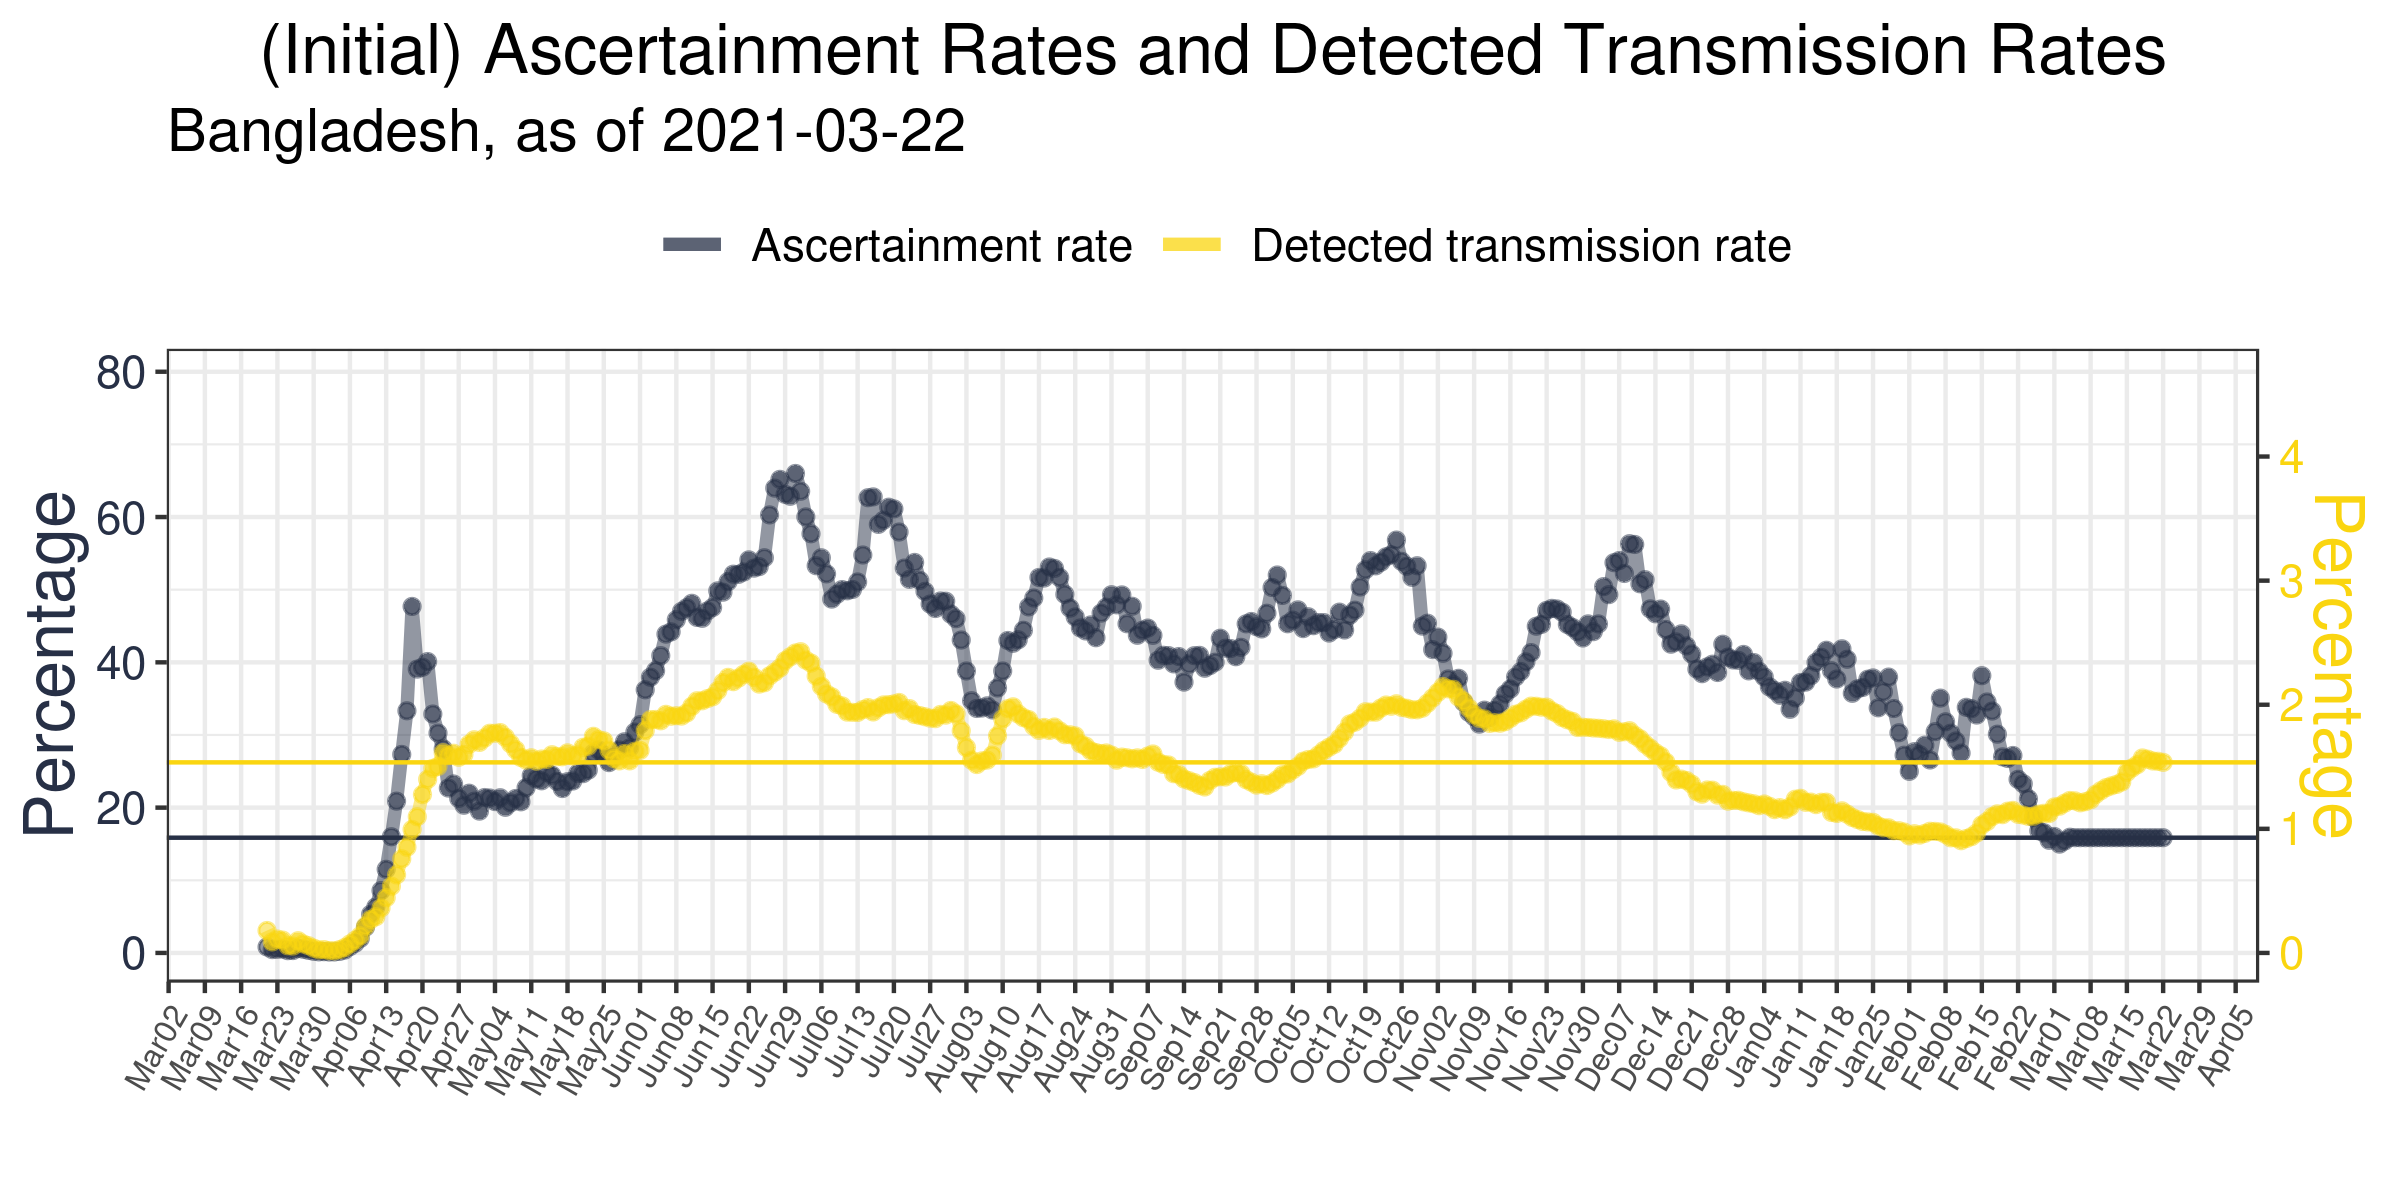 (Initial) Ascertainment Rates and Detected Transmission Rates
Bangladesh, as of 2021-03-22
Ascertainment rate Detected transmission rate
Percentage
80
60
40
20
0
4
3
2
1
0
Percentage
Mar02 Mar09 Mar16 Mar23 Mar30 Apr06 Apr13 Apr20 Apr27 May04 May11 May18 May25 Jun01 Jun08 Jun15 Jun22 Jun29 Jul06 Jul13 Jul20 Jul27 Aug03 Aug10 Aug17 Aug24 Aug31 Sep07 Sep14 Sep21 Sep28 Oct05 Oct12 Oct19 Oct26 Nov02 Nov09 Nov16 Nov23 Nov30 Dec07 Dec14 Dec21 Dec28 Jan04 Jan11 Jan18 Jan25 Feb01 Feb08 Feb15 Feb22 Mar01 Mar08 Mar15 Mar22 Mar29 Apr05